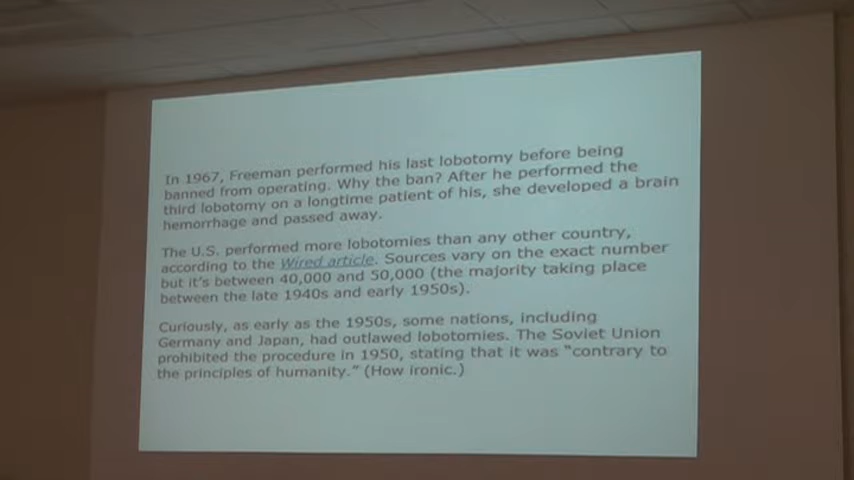 In 1967, Freeman performed his last lobotomy before being
banned from operating. Why the ban? After he performed the
third lobotomy on a longtime patient of his, she developed a brain
hemorrhage and passed away.
The U.S. performed more lobotomies than any other country,
according to the Wired article. Sources vary on the exact number
but it's between 40,000 and 50,000 (the majority taking place
between the late 1940s and early 1950s).
Curiously, as early as the 1950s, some nations, including
Germany and Japan, had outlawed lobotomies. The Soviet Union
prohibited the procedure in 1950, stating that it was "contrary to
the principles of humanity." (How ironic.)